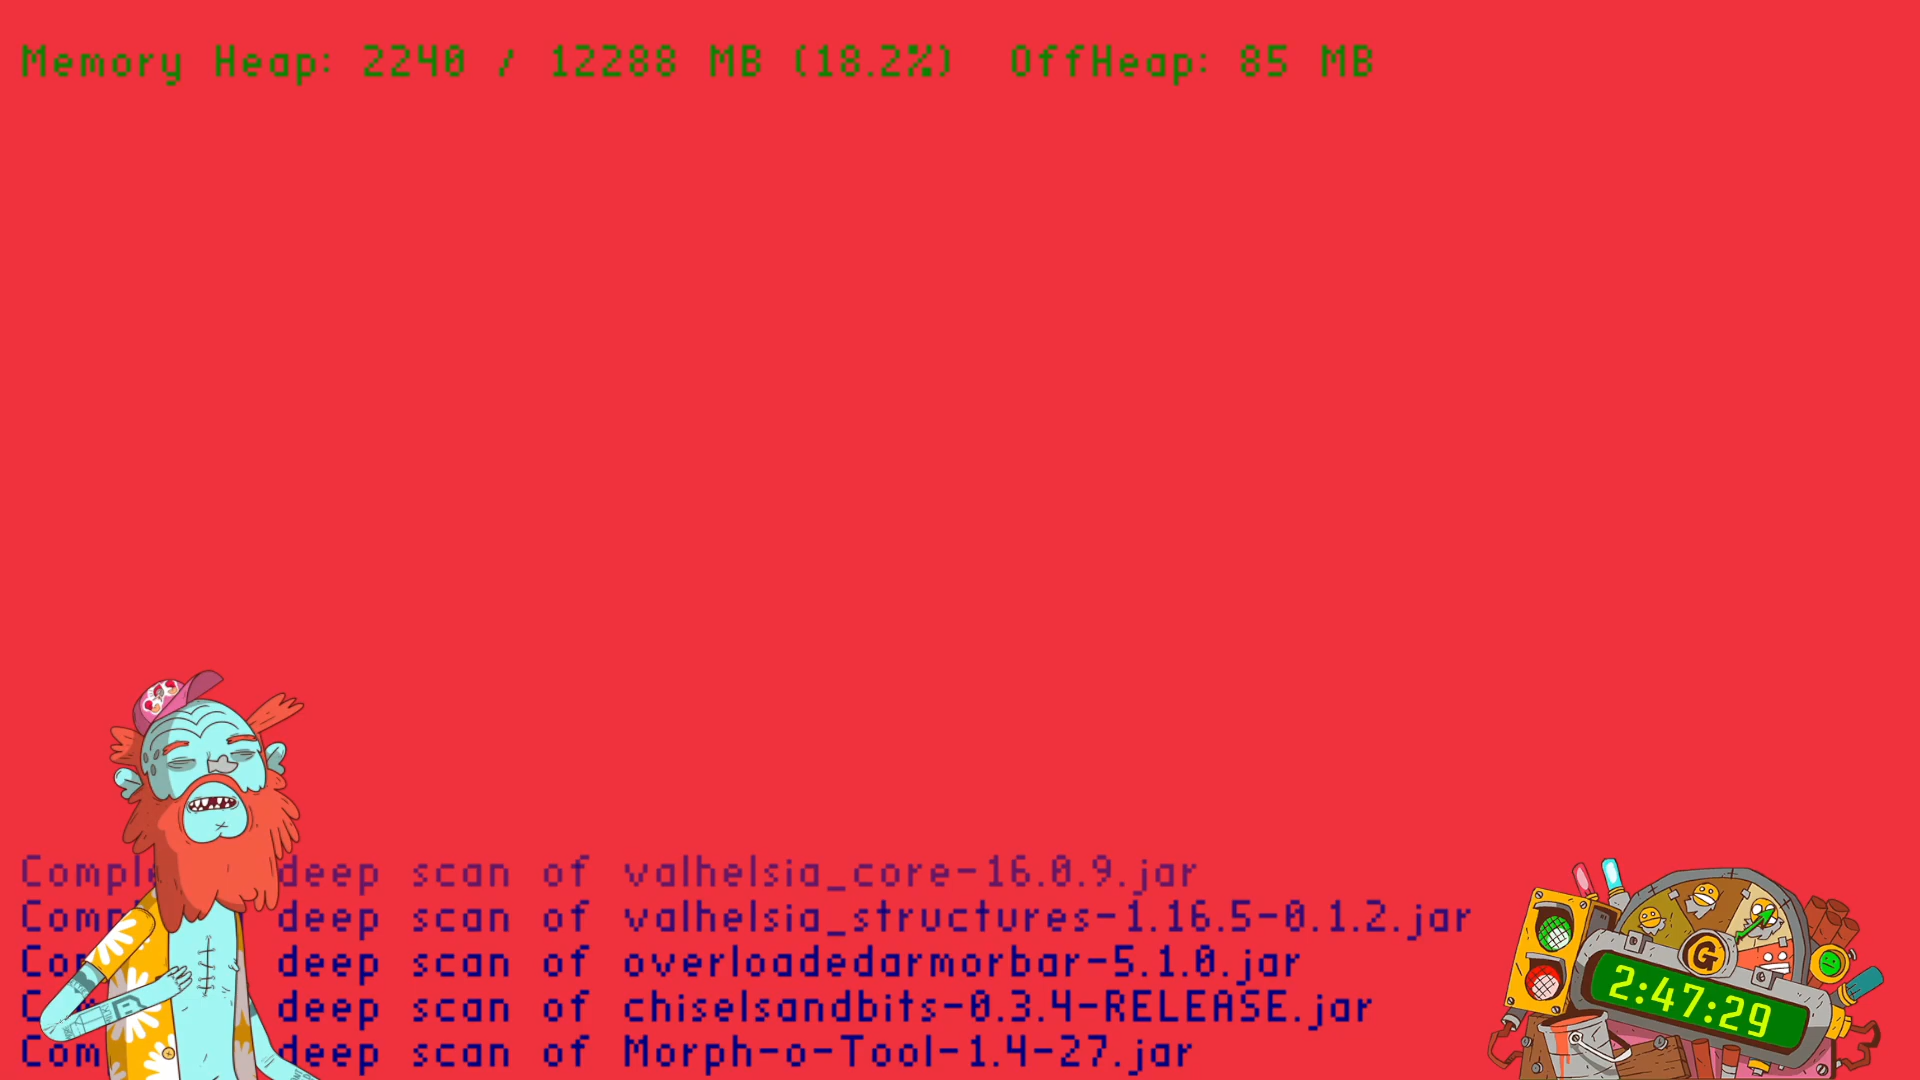 Memory Heap: 2240 / 12288 MB (18.2%) OffHeap: 85 MB
deep scan of valhelsia_core-16.0.9.jar
deep scan of valhelsia_structures-1.16.5-0.1.2.jar
deep scan of overloadedarmorbar-5.1.0.jar
deep scan of chiselsandbits-0.3.4-RELEASE.jar
deep scan of Morph-o-Tool-1.4-27.jar
G
2:47:29